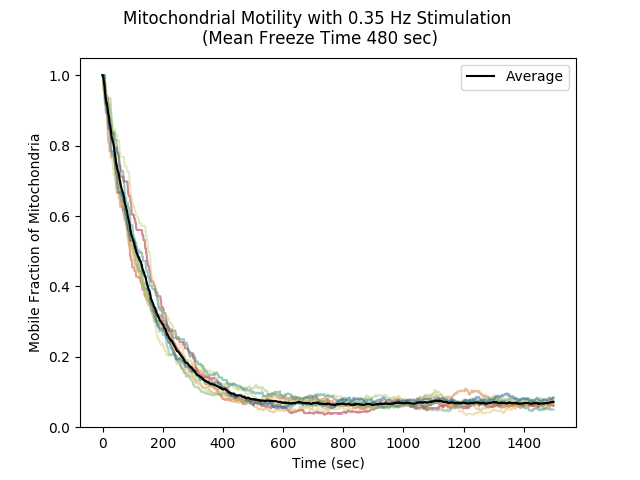 Mitochondrial Motility with 0.35 Hz Stimulation
(Mean Freeze Time 480 sec)
Average
Mobile Fraction of Mitochondria
1.0
0.8
0.6
0.4
0.2
0.0
0 200 400 600 800 1000 1200 1400
Time (sec)